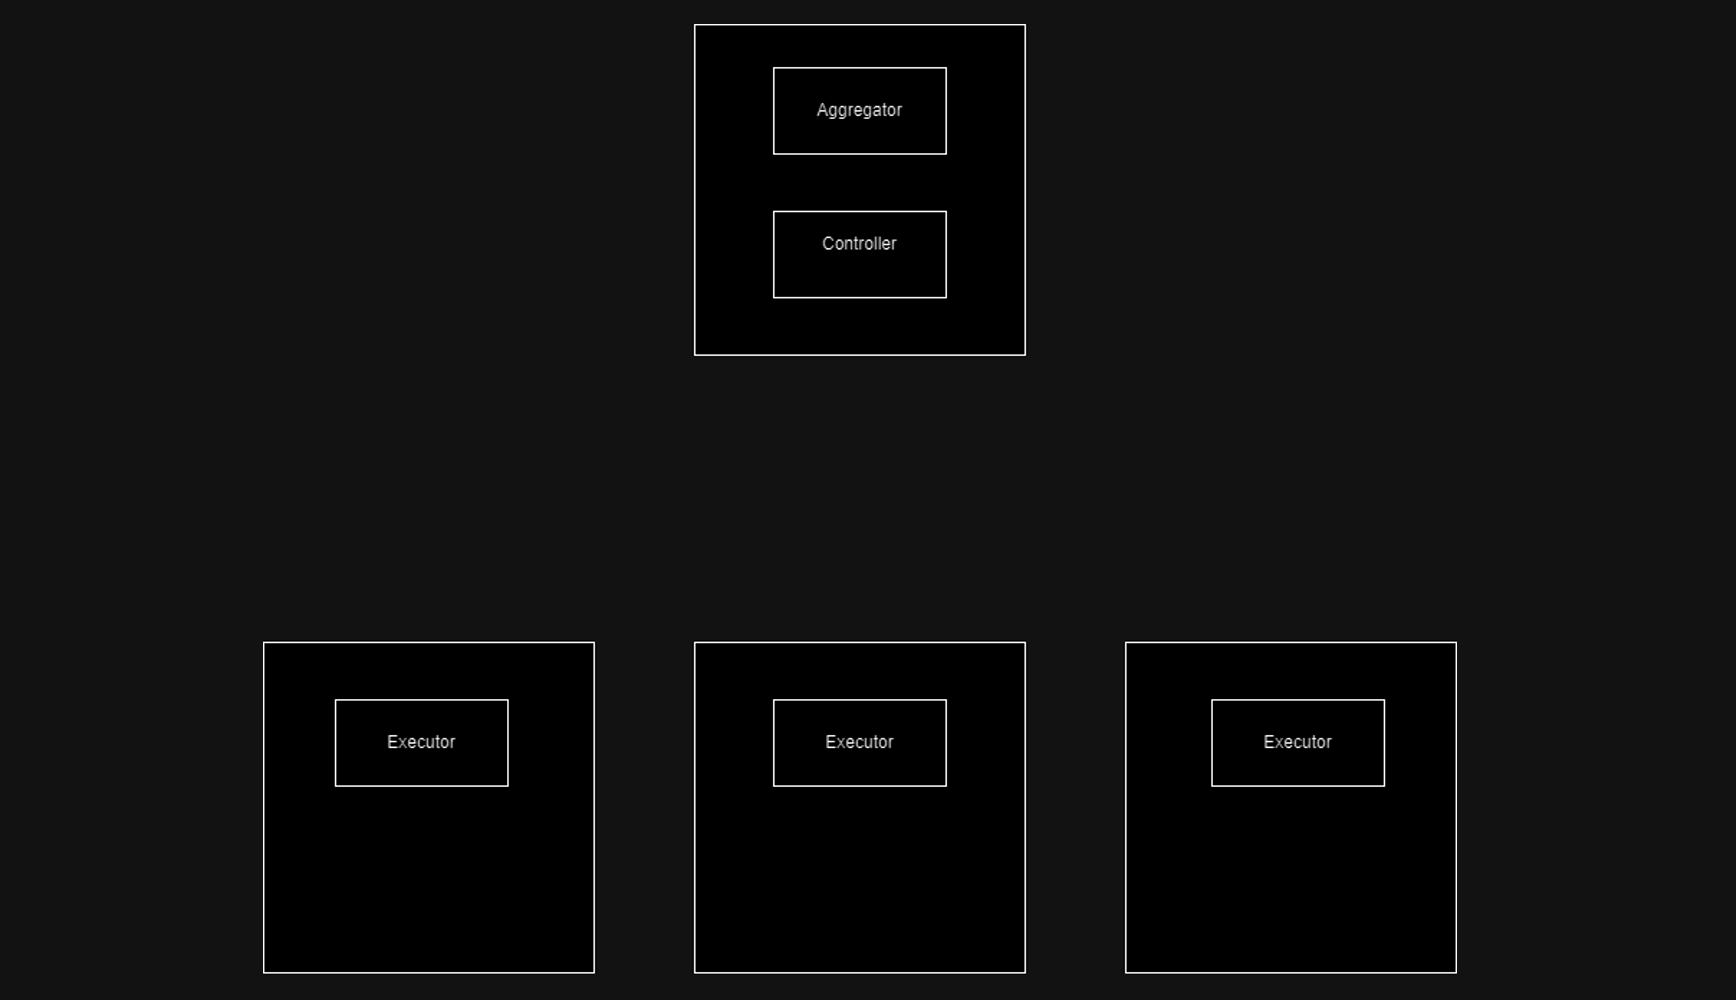 Aggregator
Controller
Executor
Executor
Executor